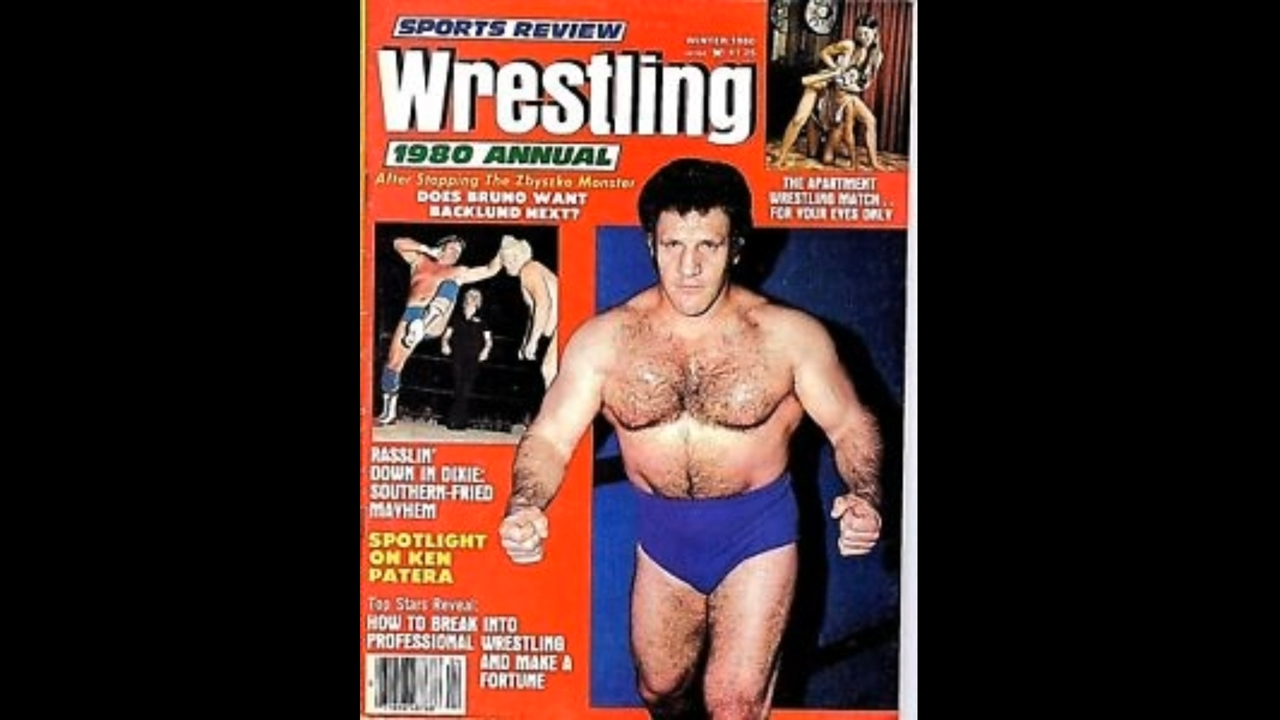 SPORTS REVIEW
WINTER 1980
$1.25
Wrestling
1980 ANNUAL
After Stopping The Zbyszko Monster
DOES BRUNO WANT
BACKLUND NEXT?
THE APARTMENT
WRESTLING MATCH..
FOR YOUR EYES ONLY
RASSLIN'
DOWN IN DIXIE:
SOUTHERN-FRIED
MAYHEM
SPOTLIGHT
ON KEN
PATERA
Top Stars Reveal:
HOW TO BREAK INTO
PROFESSIONAL WRESTLING
AND MAKE A
FORTUNE